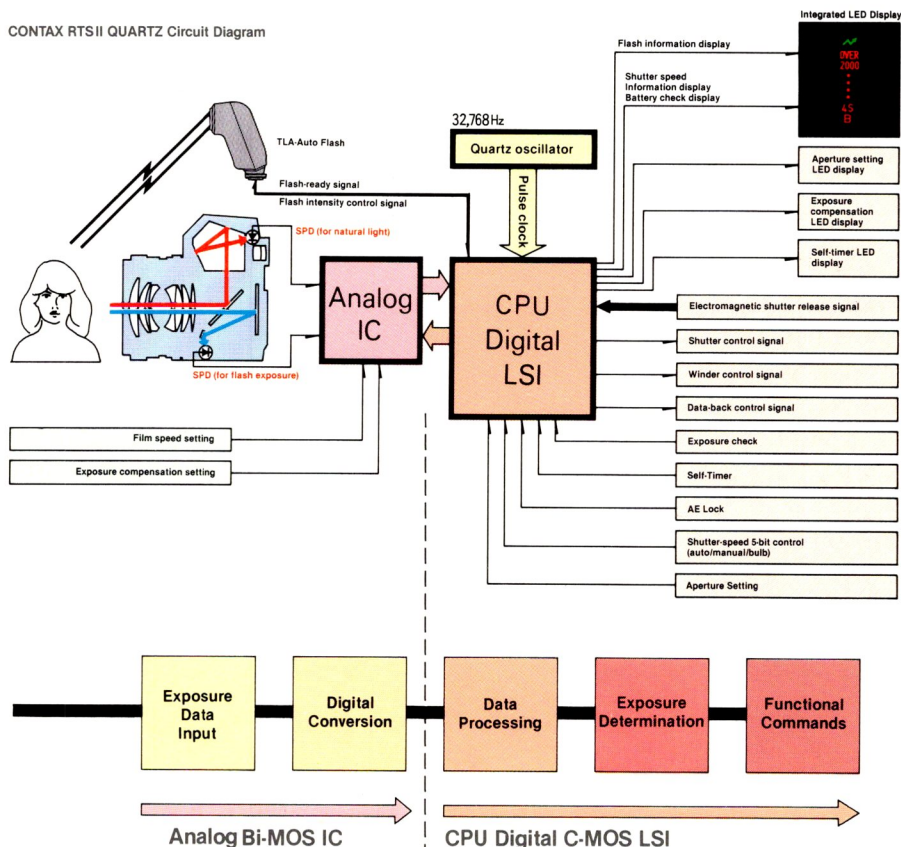 CONTAX RTSII QUARTZ Circuit Diagram
Integrated LED Display
OVER
2000
45
B
Flash information display
Shutter speed
Information display
Battery check display
32,768Hz
Quartz oscillator
Pulse clock
TLA-Auto Flash
Flash-ready signal
Flash intensity control signal
SPD (for natural light)
SPD (for flash exposure)
Analog
IC
CPU
Digital
LSI
Aperture setting
LED display
Exposure
compensation
LED display
Self-timer LED
display
Electromagnetic shutter release signal
Shutter control signal
Winder control signal
Data-back control signal
Exposure check
Self-Timer
AE Lock
Shutter-speed 5-bit control
(auto/manual/bulb)
Aperture Setting
Film speed setting
Exposure compensation setting
Exposure
Data
Input
Digital
Conversion
Data
Processing
Exposure
Determination
Functional
Commands
Analog Bi-MOS IC
CPU Digital C-MOS LSI